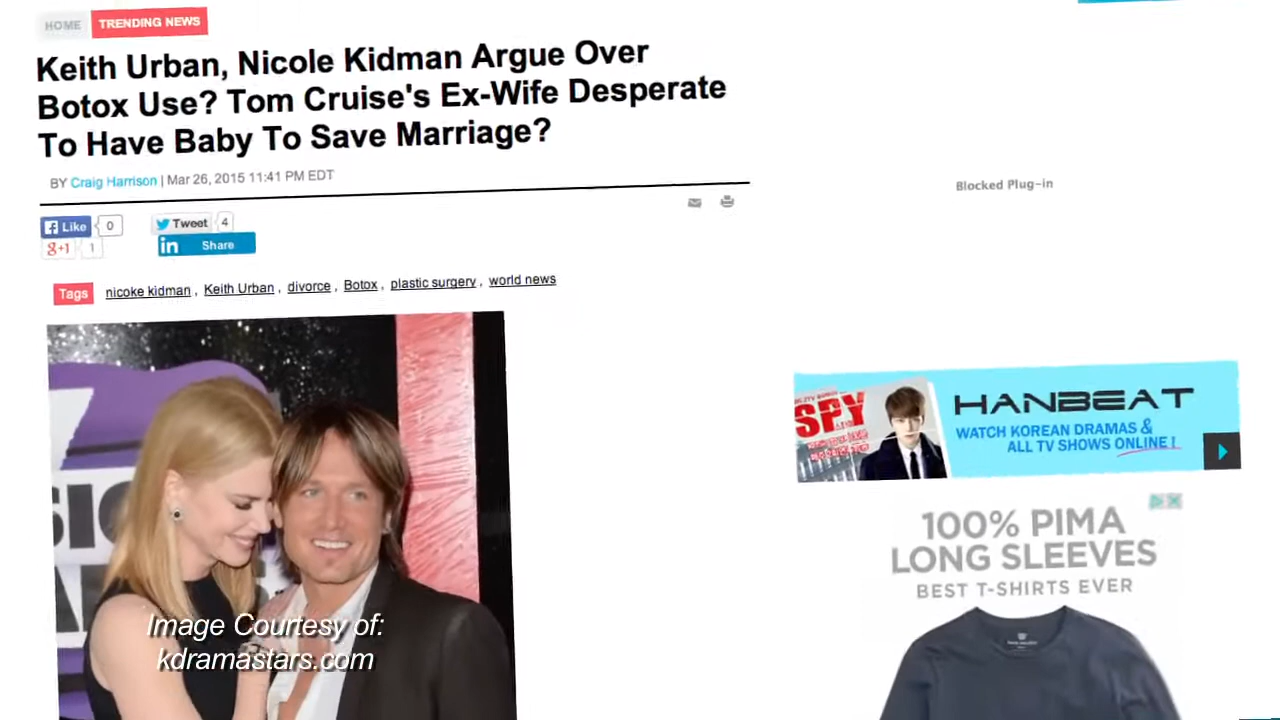 HOME TRENDING NEWS
Keith Urban, Nicole Kidman Argue Over
Botox Use? Tom Cruise's Ex-Wife Desperate
To Have Baby To Save Marriage?
BY Craig Harrison | Mar 26, 2015 11:41 PM EDT
Like 0
Tweet 4
g+1 1
in Share
Tags nicoke kidman , Keith Urban , divorce , Botox , plastic surgery , world news
Image Courtesy of:
kdramastars.com
Blocked Plug-in
SPY
HANBEAT
WATCH KOREAN DRAMAS &
ALL TV SHOWS ONLINE !
100% PIMA
LONG SLEEVES
BEST T-SHIRTS EVER